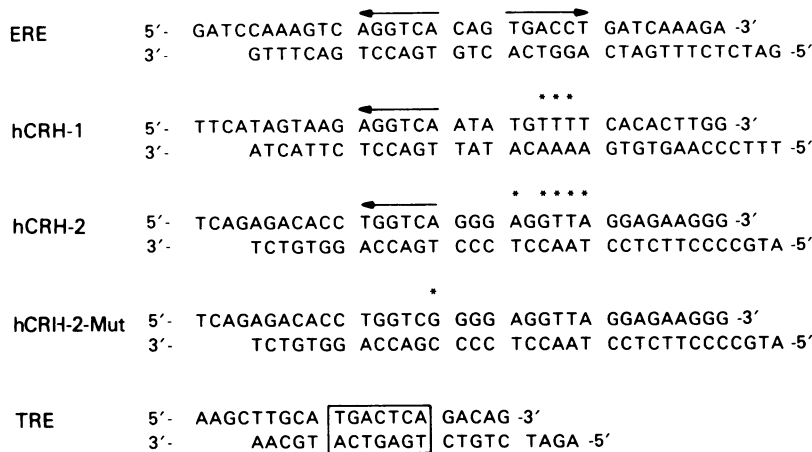 ERE 5′- GATCCAAAGTC AGGTCA CAG TGACCT GATCAAAGA -3′
3′- GTTTCAG TCCAGT GTC ACTGGA CTAGTTTCTCTAG -5′
* * *
hCRH-1 5′- TTCATAGTAAG AGGTCA ATA TGTTTT CACACTTGG -3′
3′- ATCATTC TCCAGT TAT ACAAAA GTGTGAACCCTTT -5′
* * * * *
hCRH-2 5′- TCAGAGACACC TGGTCA GGG AGGTTA GGAGAAGGG -3′
3′- TCTGTGG ACCAGT CCC TCCAAT CCTCTTCCCCGTA -5′
*
hCRH-2-Mut 5′- TCAGAGACACC TGGTCG GGG AGGTTA GGAGAAGGG -3′
3′- TCTGTGG ACCAGC CCC TCCAAT CCTCTTCCCCGTA -5′
TRE 5′- AAGCTTGCA TGACTCA GACAG -3′
3′- AACGT ACTGAGT CTGTC TAGA -5′